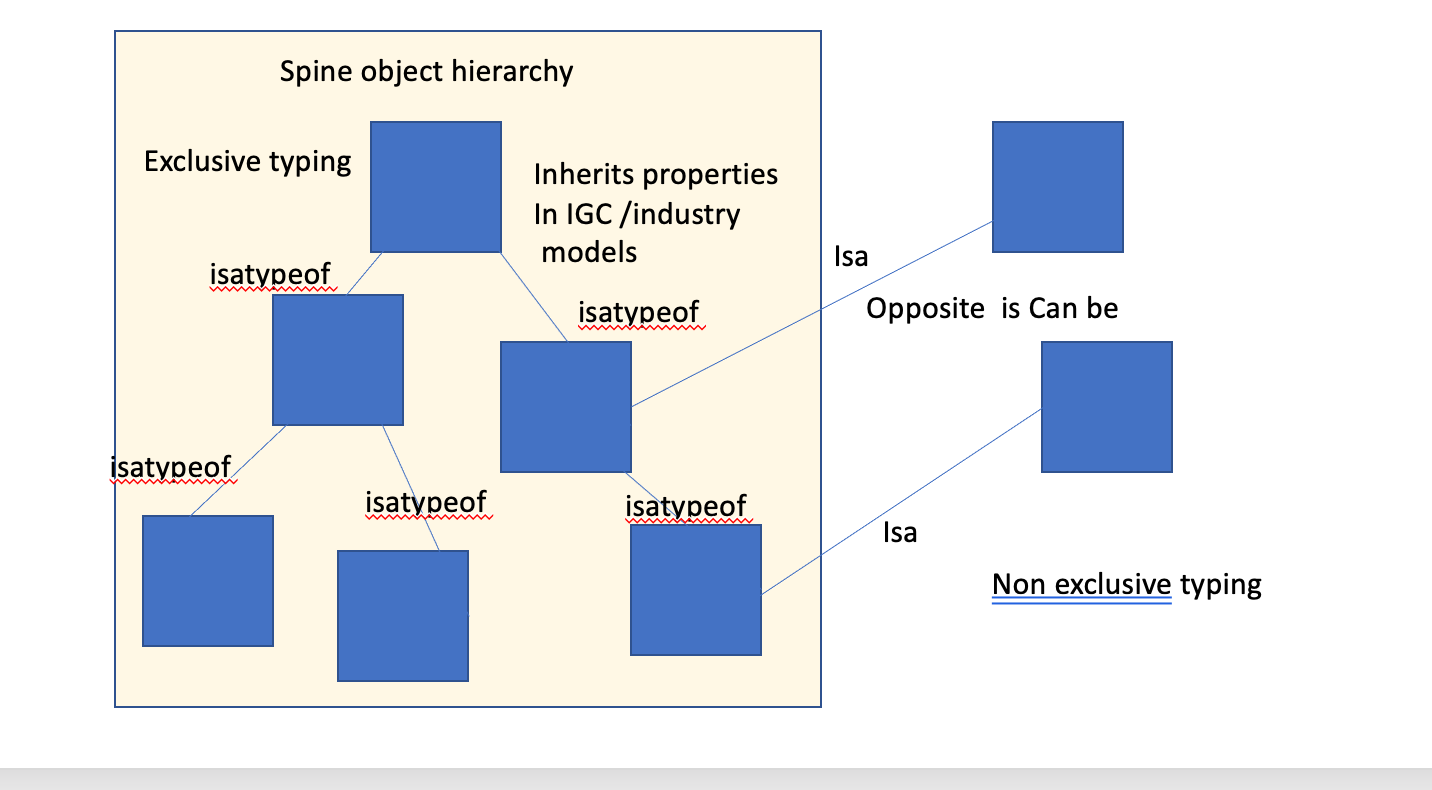 Spine object hierarchy
Exclusive typing
Inherits properties
In IGC /industry
models
isatypeof
isatypeof
Isa
Opposite  is Can be
isatypeof
isatypeof
isatypeof
Isa
Non exclusive typing